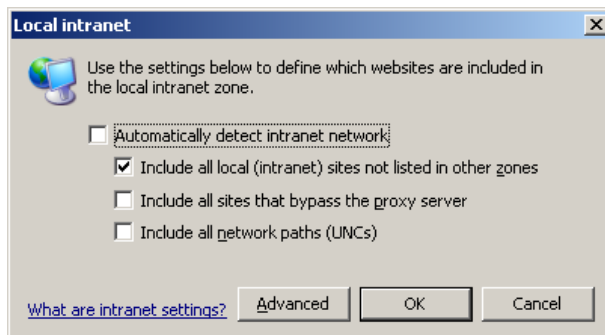 Local intranet
Use the settings below to define which websites are included in
the local intranet zone.
Automatically detect intranet network
Include all local (intranet) sites not listed in other zones
Include all sites that bypass the proxy server
Include all network paths (UNCs)
What are intranet settings? Advanced OK Cancel